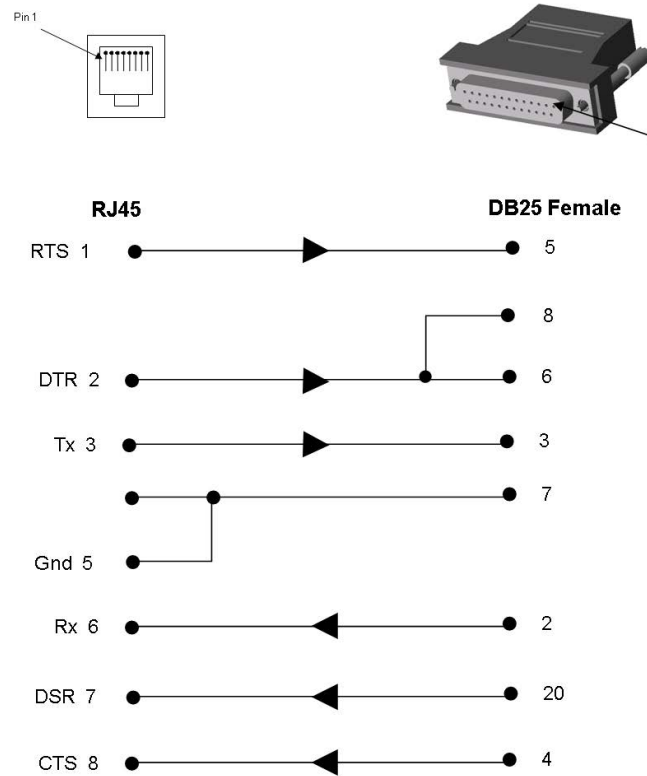 Pin 1
RJ45 DB25 Female
RTS 1 5
8
DTR 2 6
Tx 3 3
7
Gnd 5
Rx 6 2
DSR 7 20
CTS 8 4